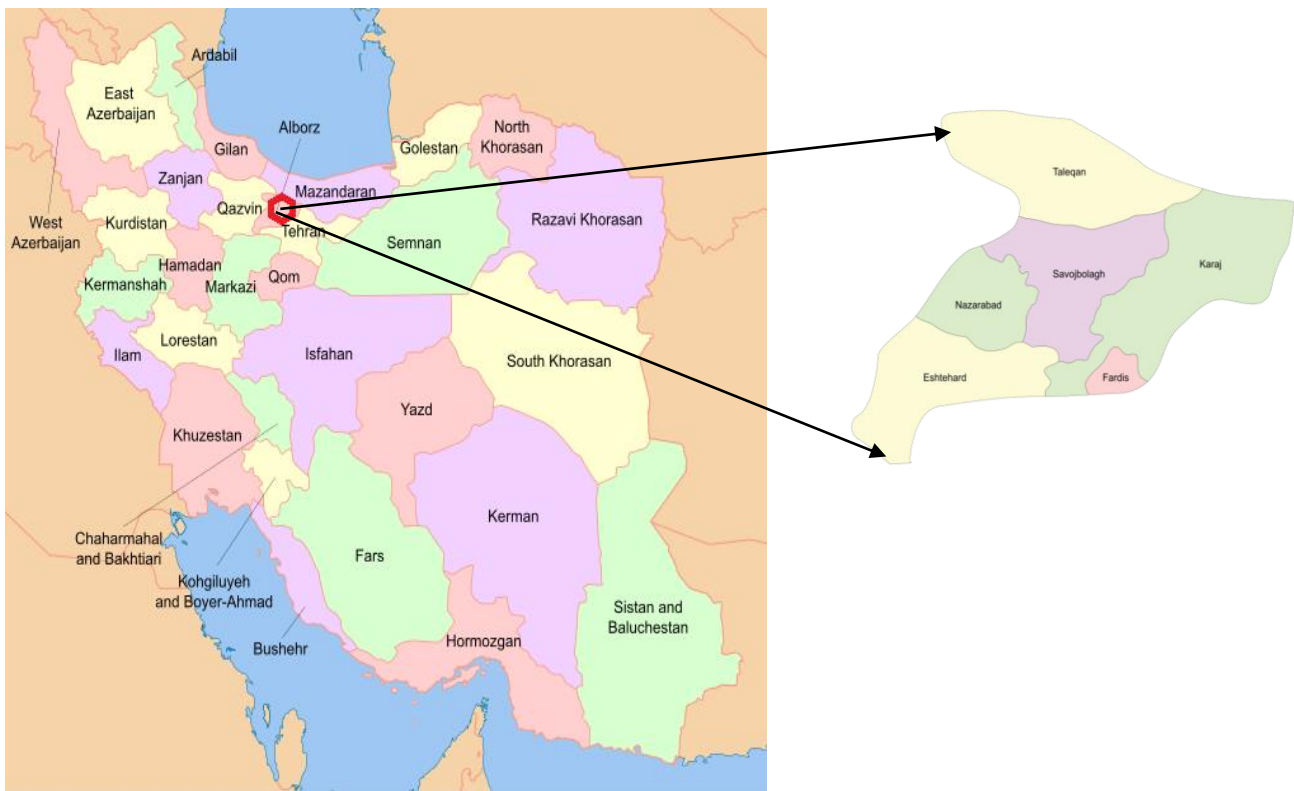 Ardabil
East
Azerbaijan
Alborz
North
Khorasan
Golestan
Gilan
Zanjan
Mazandaran
Qazvin
West
Azerbaijan
Kurdistan
Tehran
Semnan
Razavi Khorasan
Hamadan
Kermanshah
Markazi
Qom
Lorestan
Ilam
Isfahan
South Khorasan
Yazd
Khuzestan
Kerman
Chaharmahal
and Bakhtiari
Fars
Kohgiluyeh
and Boyer-Ahmad
Sistan and
Baluchestan
Bushehr
Hormozgan
Taleqan
Savojbolagh
Karaj
Nazarabad
Eshtehard
Fardis